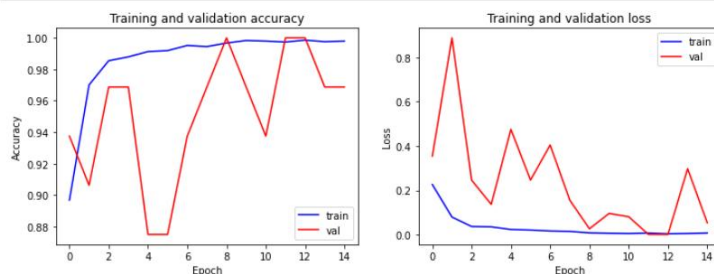 Training and validation accuracy
1.00
0.98
0.96
0.94
0.92
0.90
0.88
Accuracy
train
val
0 2 4 6 8 10 12 14
Epoch
Training and validation loss
0.8
0.6
0.4
0.2
0.0
Loss
train
val
0 2 4 6 8 10 12 14
Epoch